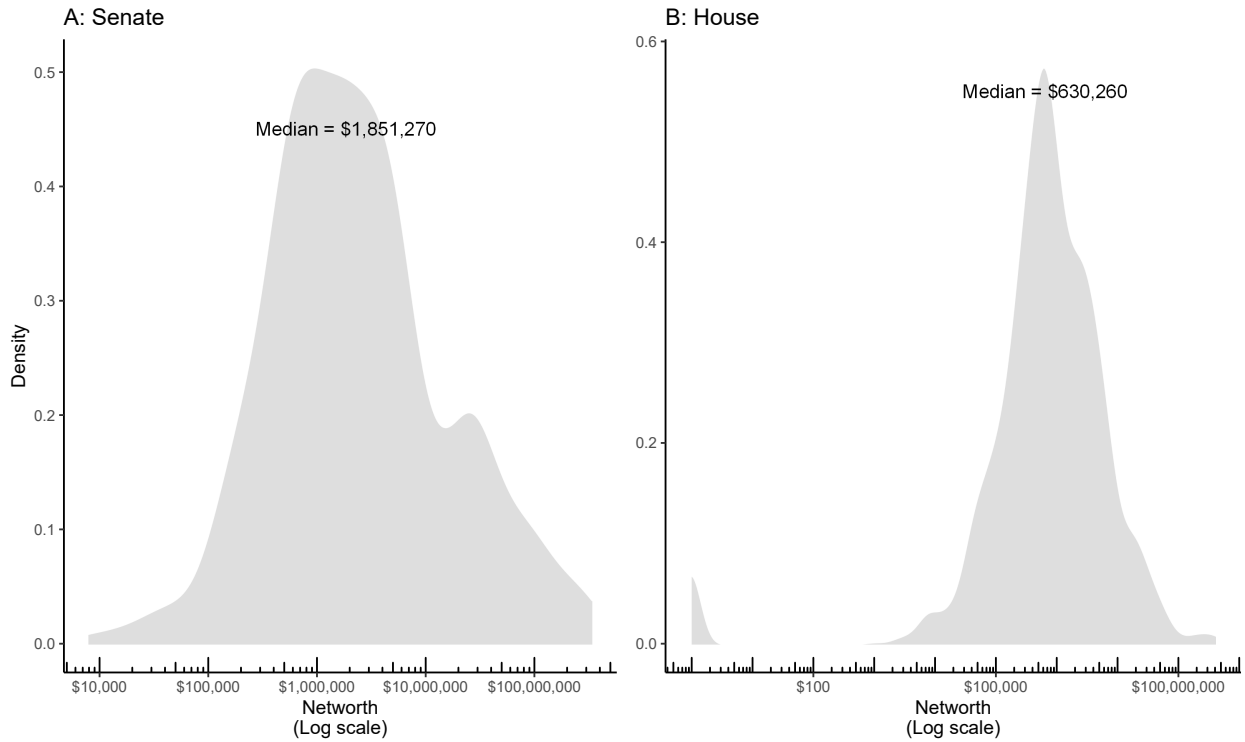 A: Senate
Density
0.5
0.4
0.3
0.2
0.1
0.0
Median = $1,851,270
$10,000 $100,000 $1,000,000 $10,000,000 $100,000,000
Networth
(Log scale)
B: House
0.6
0.4
0.2
0.0
Median = $630,260
$100 $100,000 $100,000,000
Networth
(Log scale)